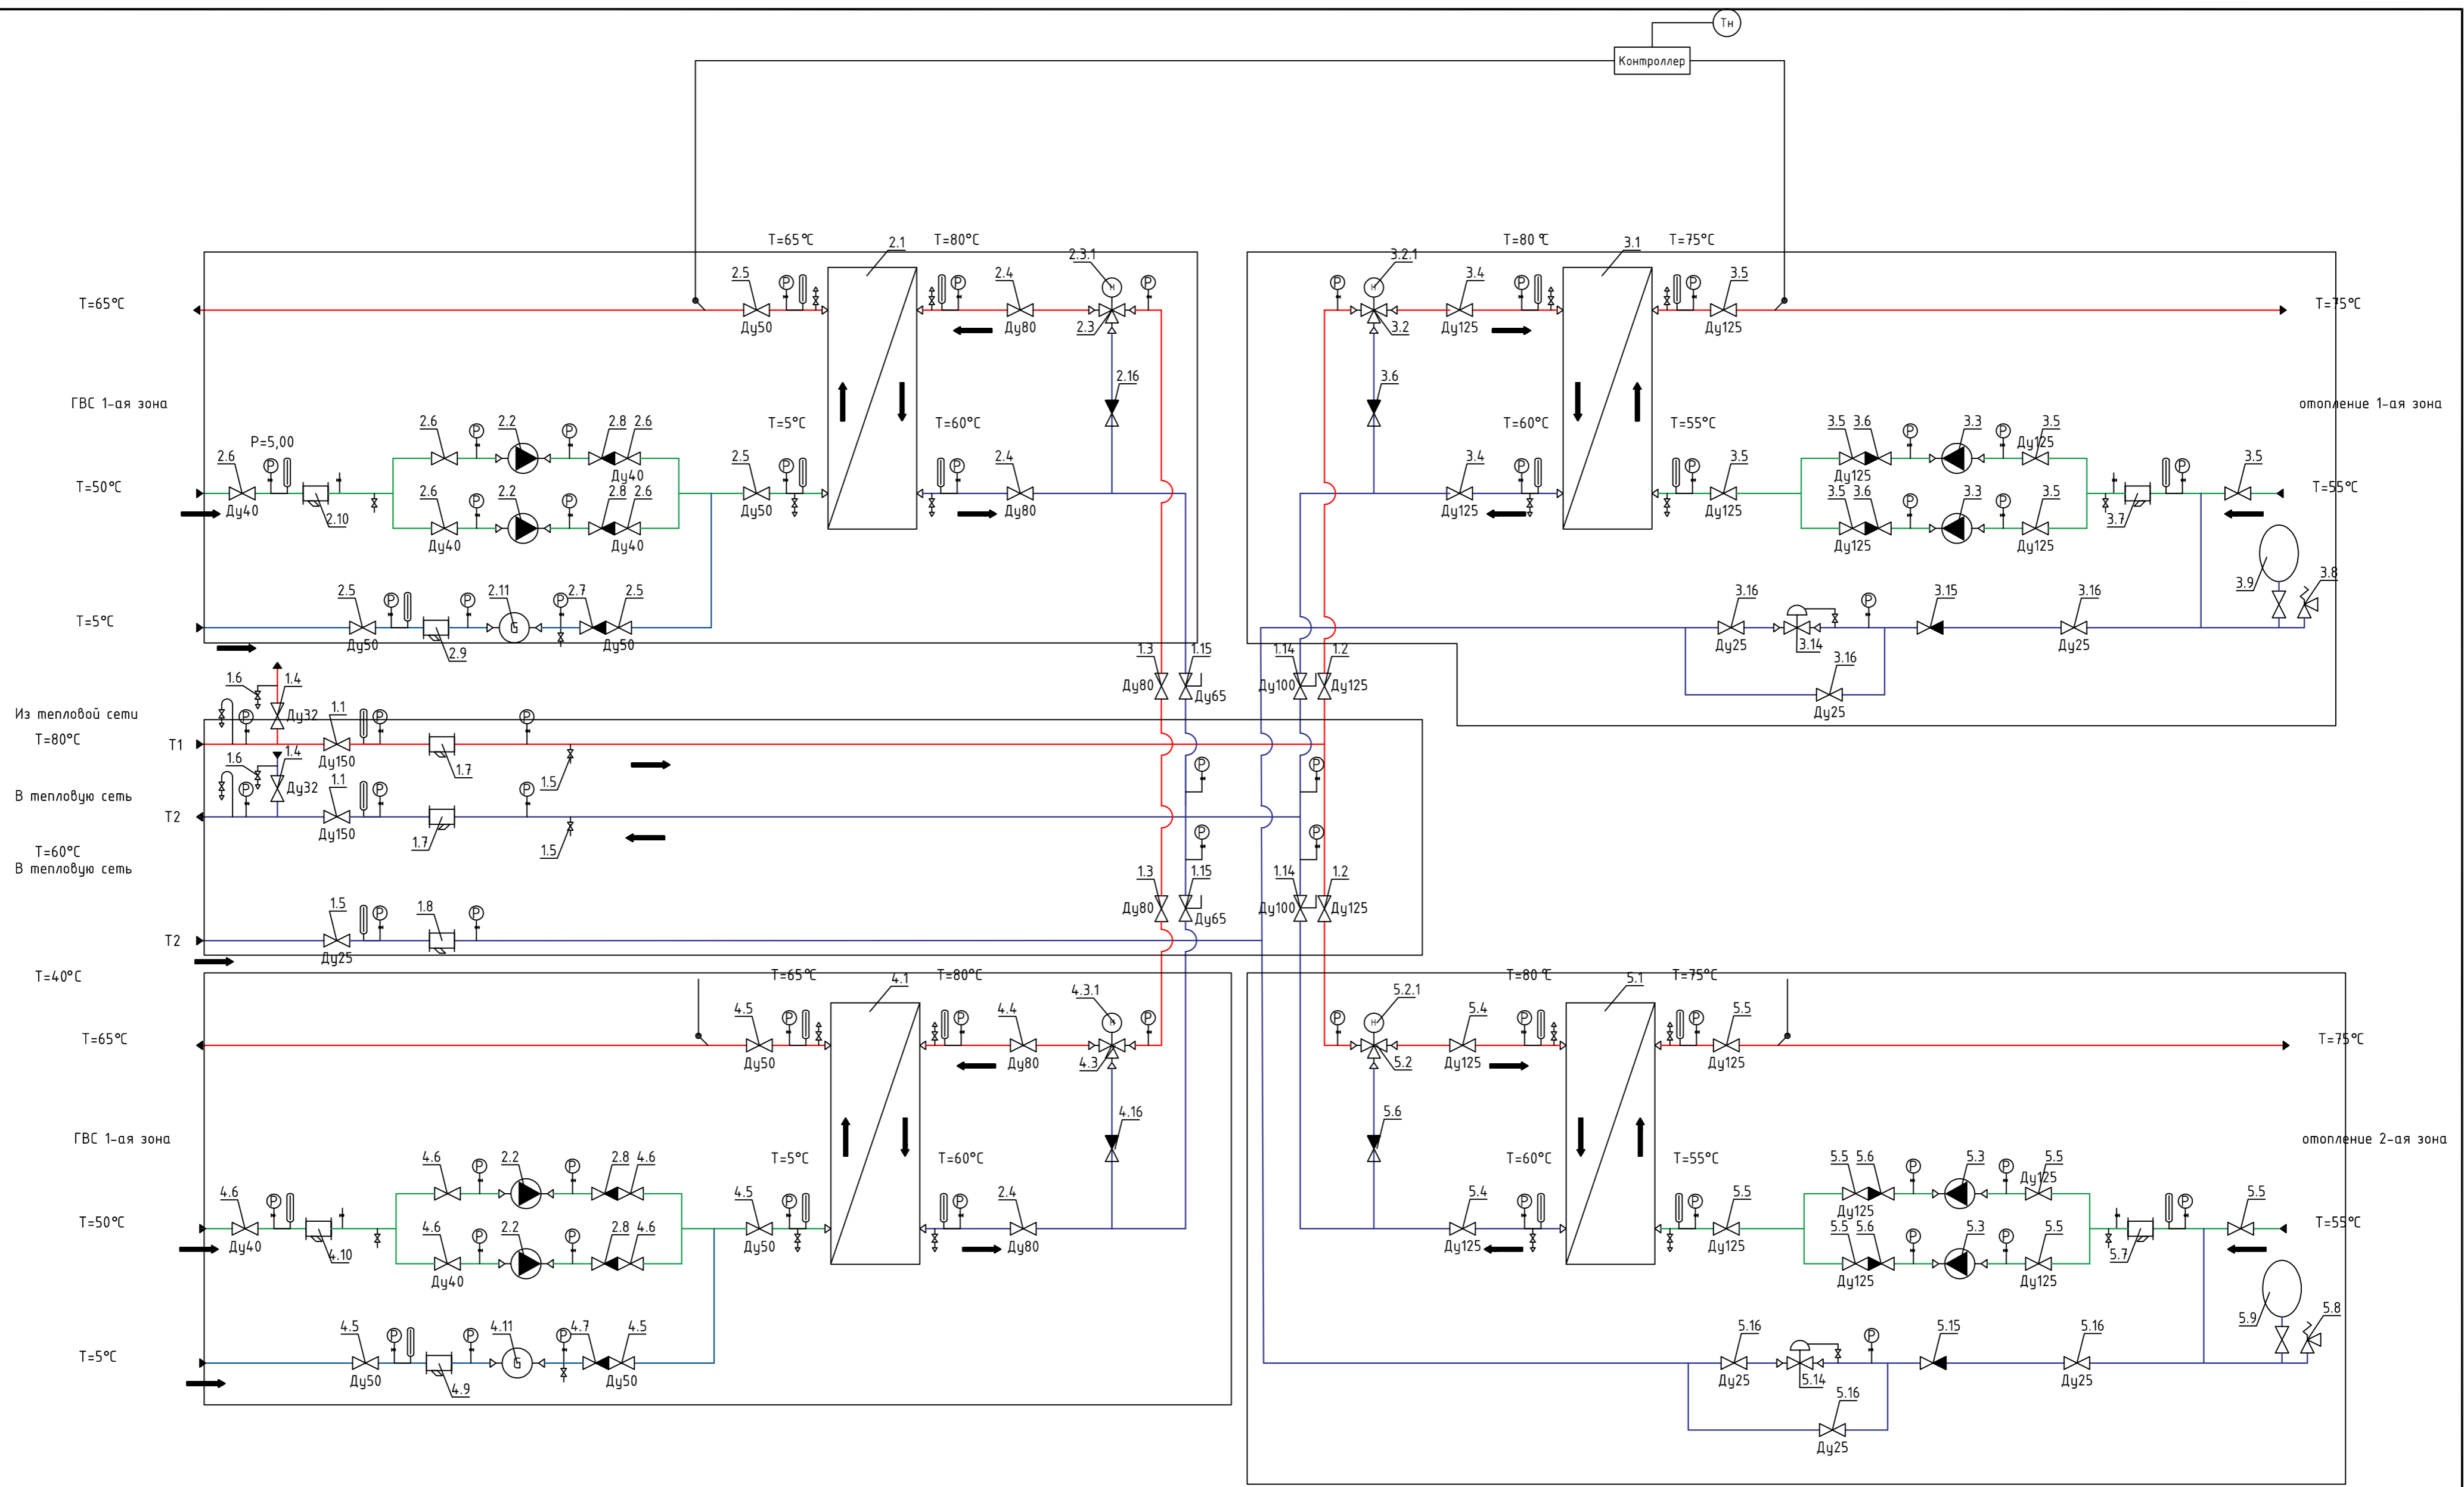 Тн
Контроллер
T=65°C
2.1
T=80°C
2.3.1
T=80°C
3.1
T=75°C
3.2.1
2.5
2.4
3.4
3.5
P
P
P
P
P
P
P
H
H
T=65°C
T=75°C
Ду50
Ду80
2.3
3.2
Ду125
Ду125
2.16
3.6
ГВС 1-ая зона
отопление 1-ая зона
T=5°C
T=60°C
T=60°C
T=55°C
2.6
2.2
2.8
2.6
3.5
3.6
3.3
3.5
P=5,00
P
P
P
P
Ду125
2.6
2.5
2.4
3.4
3.5
3.5
P
P
P
P
P
P
Ду40
Ду125
T=50°C
T=55°C
2.6
2.2
2.8
2.6
3.5
3.6
3.3
3.5
P
P
P
P
Ду40
2.10
Ду50
Ду80
Ду125
Ду125
3.7
Ду40
Ду40
Ду125
Ду125
2.5
2.11
2.7
2.5
3.16
3.15
3.16
3.9
3.8
P
P
P
P
T=5°C
G
Ду50
2.9
Ду50
Ду25
3.14
Ду25
1.3
1.15
1.14
1.2
3.16
Ду80
Ду65
Ду100
Ду125
Ду25
1.6
1.4
Из тепловой сети
Ду32
1.1
P
P
P
T=80°C
T1
Ду150
1.7
1.5
1.6
1.4
P
P
1.1
В тепловую сеть
Ду32
P
P
P
T2
Ду150
1.7
1.5
P
P
T=60°C
В тепловую сеть
1.3
1.15
1.14
1.2
1.5
1.8
Ду80
Ду65
Ду100
Ду125
P
P
T2
Ду25
T=40°C
T=65°C
4.1
T=80°C
4.3.1
T=80°C
5.1
T=75°C
5.2.1
4.5
4.4
5.4
5.5
P
P
P
P
P
P
H
H
T=65°C
T=75°C
Ду50
Ду80
4.3
5.2
Ду125
Ду125
4.16
5.6
ГВС 1-ая зона
отопление 2-ая зона
T=5°C
T=60°C
T=60°C
T=55°C
4.6
2.2
2.8
4.6
5.5
5.6
5.3
5.5
P
P
P
P
Ду125
4.6
4.5
2.4
5.4
5.5
5.5
P
P
P
P
P
P
Ду125
T=50°C
T=55°C
4.6
2.2
2.8
4.6
5.5
5.6
5.3
5.5
P
P
P
P
Ду40
4.10
Ду50
Ду80
Ду125
Ду125
5.7
Ду40
Ду125
Ду125
4.5
4.11
4.7
4.5
5.16
5.15
5.16
5.9
5.8
P
P
P
P
T=5°C
G
Ду50
4.9
Ду50
Ду25
5.14
Ду25
5.16
Ду25